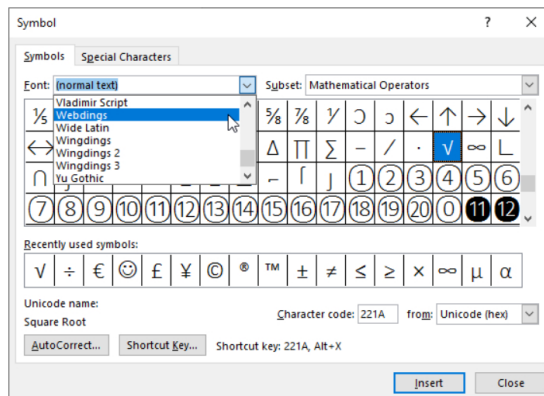 Symbol ? ×
Symbols Special Characters
Font: (normal text) Subset: Mathematical Operators
Vladimir Script
Webdings
Wide Latin
Wingdings
Wingdings 2
Wingdings 3
Yu Gothic
⅕ ⅝ ⅞ ⅟ Ↄ ↄ ← ↑ → ↓
↔ ∆ ∏ ∑ − ∕ ∙ √ ∞ ∟
∩ ⌐ ⌠ ⌡ ① ② ③ ④ ⑤ ⑥
⑦ ⑧ ⑨ ⑩ ⑪ ⑫ ⑬ ⑭ ⑮ ⑯ ⑰ ⑱ ⑲ ⑳ ⓪ ⓫ ⓬
Recently used symbols:
√ ÷ € ☺ £ ¥ © ® ™ ± ≠ ≤ ≥ × ∞ µ α
Unicode name:
Square Root
Character code: 221A from: Unicode (hex)
AutoCorrect... Shortcut Key... Shortcut key: 221A, Alt+X
Insert Close